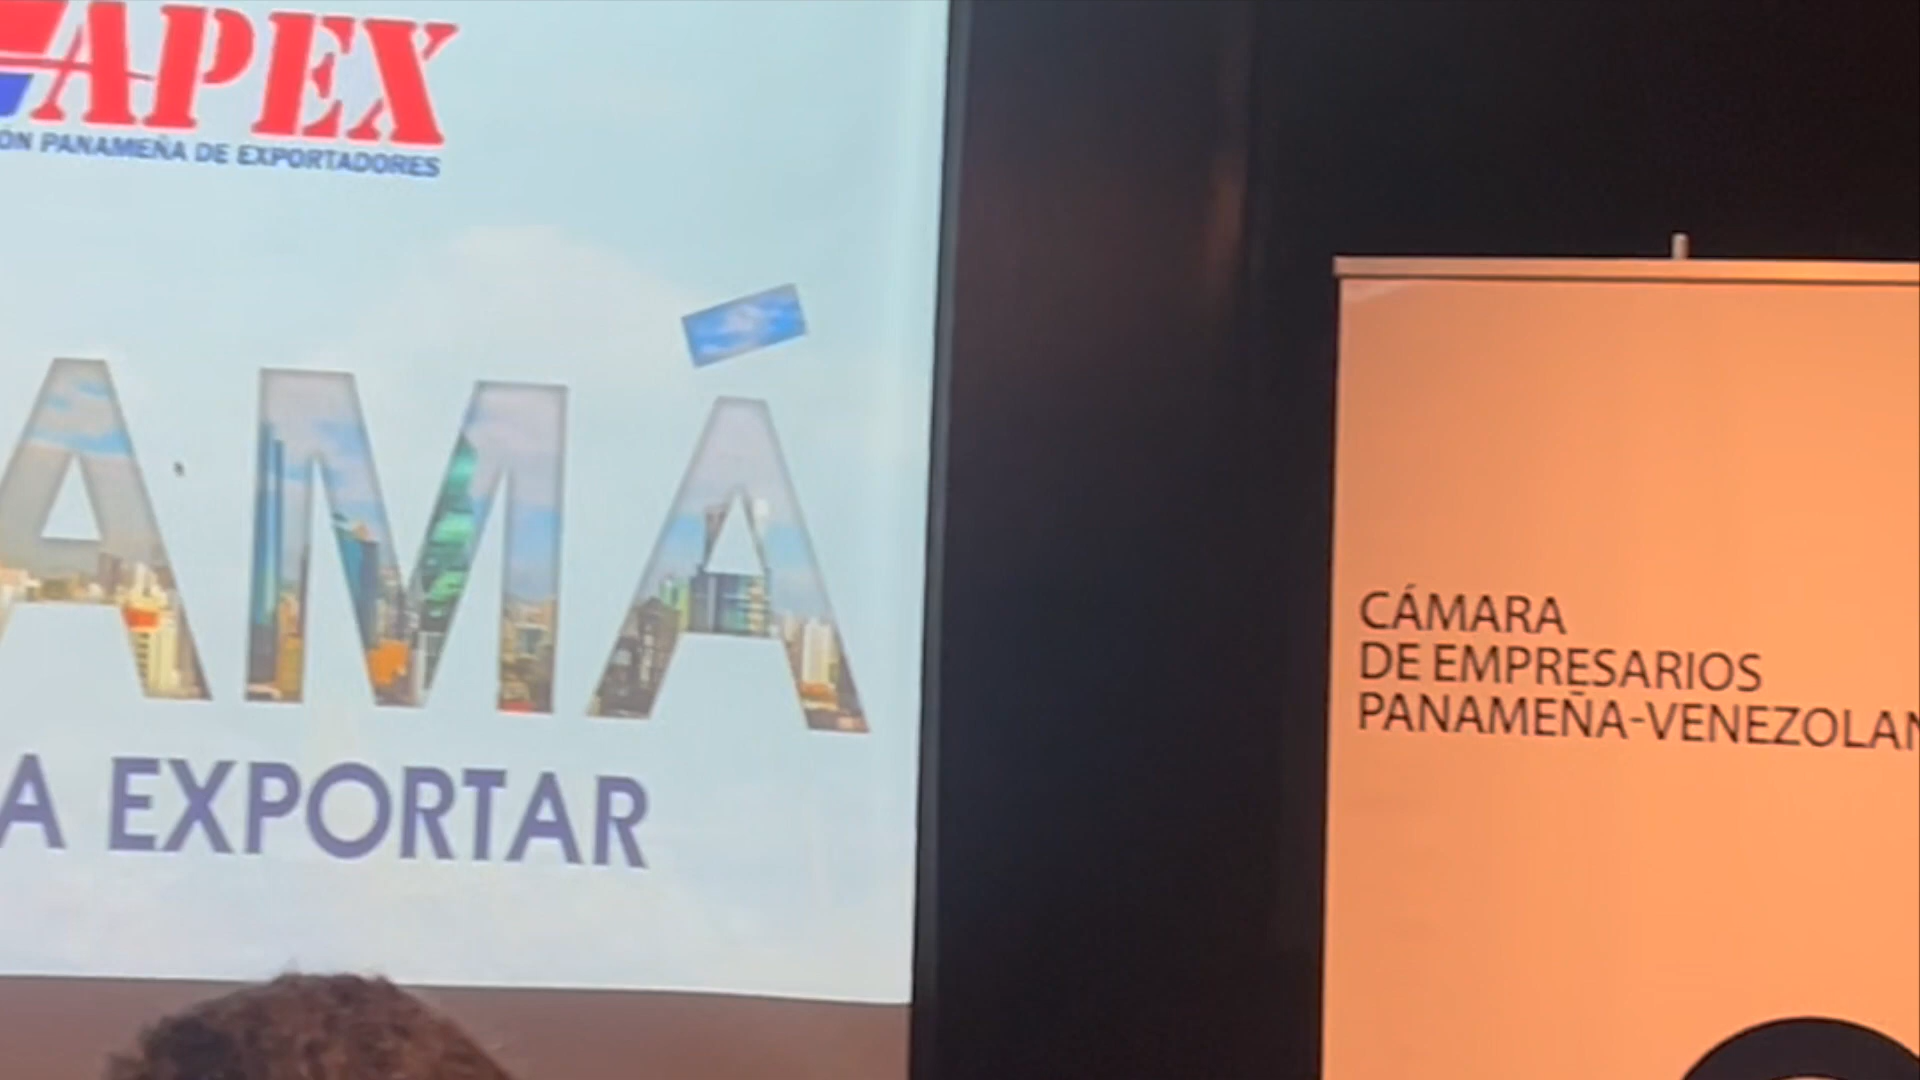 APEX
ÓN PANAMEÑA DE EXPORTADORES
AMÁ
A EXPORTAR
CÁMARA
DE EMPRESARIOS
PANAMEÑA-VENEZOLAN